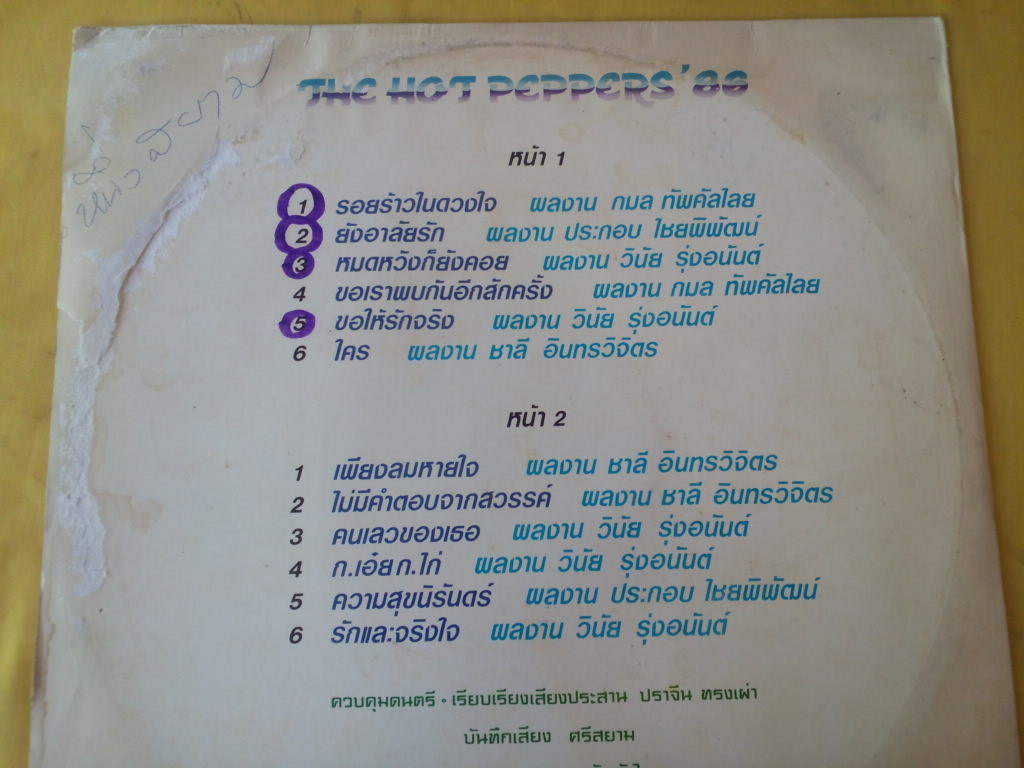 THE HOT PEPPERS '86
หน้า 1
1 รอยร้าวในดวงใจ ผลงาน กมล ทัพคัลไลย
2 ยังอาลัยรัก ผลงาน ประกอบ ไชยพิพัฒน์
3 หมดหวังก็ยังคอย ผลงาน วินัย รุ่งอนันต์
4 ขอเราพบกันอีกสักครั้ง ผลงาน กมล ทัพคัลไลย
5 ขอให้รักจริง ผลงาน วินัย รุ่งอนันต์
6 ใคร ผลงาน ชาลี อินทรวิจิตร
หน้า 2
1 เพียงลมหายใจ ผลงาน ชาลี อินทรวิจิตร
2 ไม่มีคำตอบจากสวรรค์ ผลงาน ชาลี อินทรวิจิตร
3 คนเลวของเธอ ผลงาน วินัย รุ่งอนันต์
4 ก.เอ๋ย ก.ไก่ ผลงาน วินัย รุ่งอนันต์
5 ความสุขนิรันดร์ ผลงาน ประกอบ ไชยพิพัฒน์
6 รักและจริงใจ ผลงาน วินัย รุ่งอนันต์
ควบคุมดนตรี • เรียบเรียงเสียงประสาน ปราจีน ทรงเผ่า
บันทึกเสียง ศรีสยาม